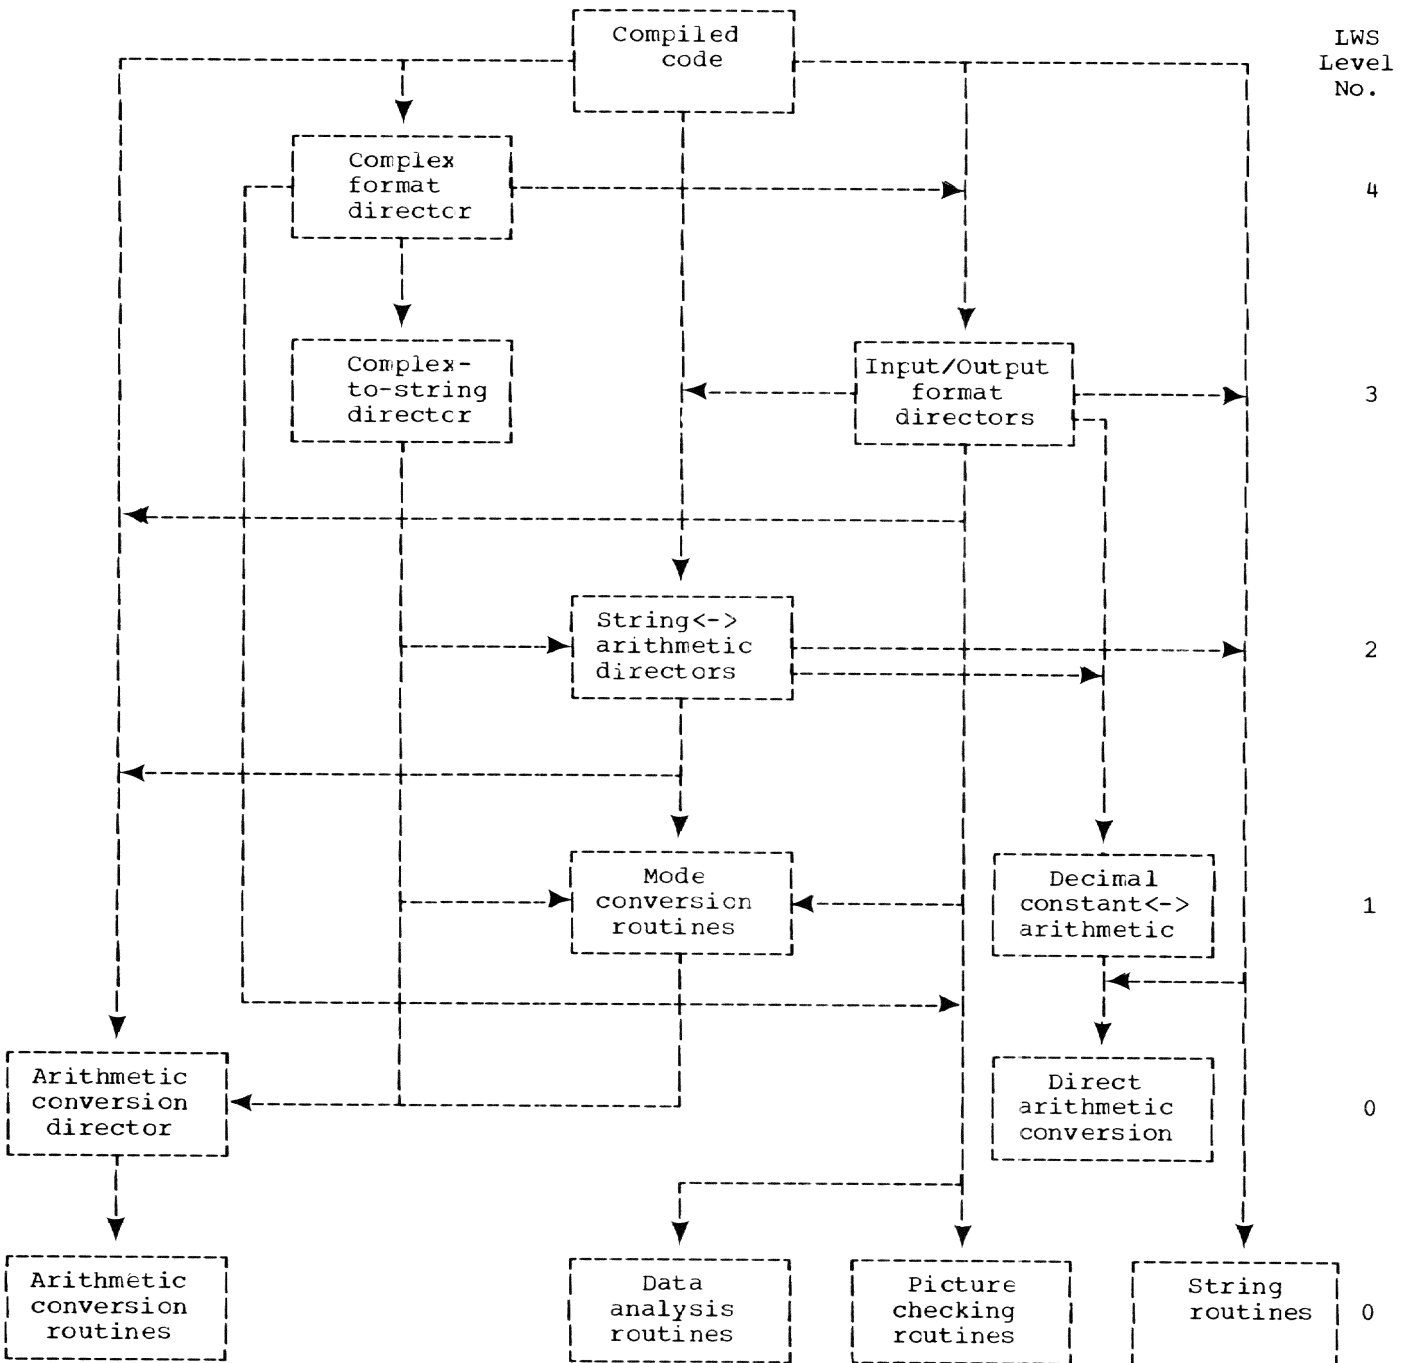 Compiled
code
LWS
Level
No.
Complex
format
director
4
Complex-
to-string
director
Input/Output
format
directors
3
String<->
arithmetic
directors
2
Mode
conversion
routines
Decimal
constant<->
arithmetic
1
Arithmetic
conversion
director
Direct
arithmetic
conversion
0
Arithmetic
conversion
routines
Data
analysis
routines
Picture
checking
routines
String
routines
0